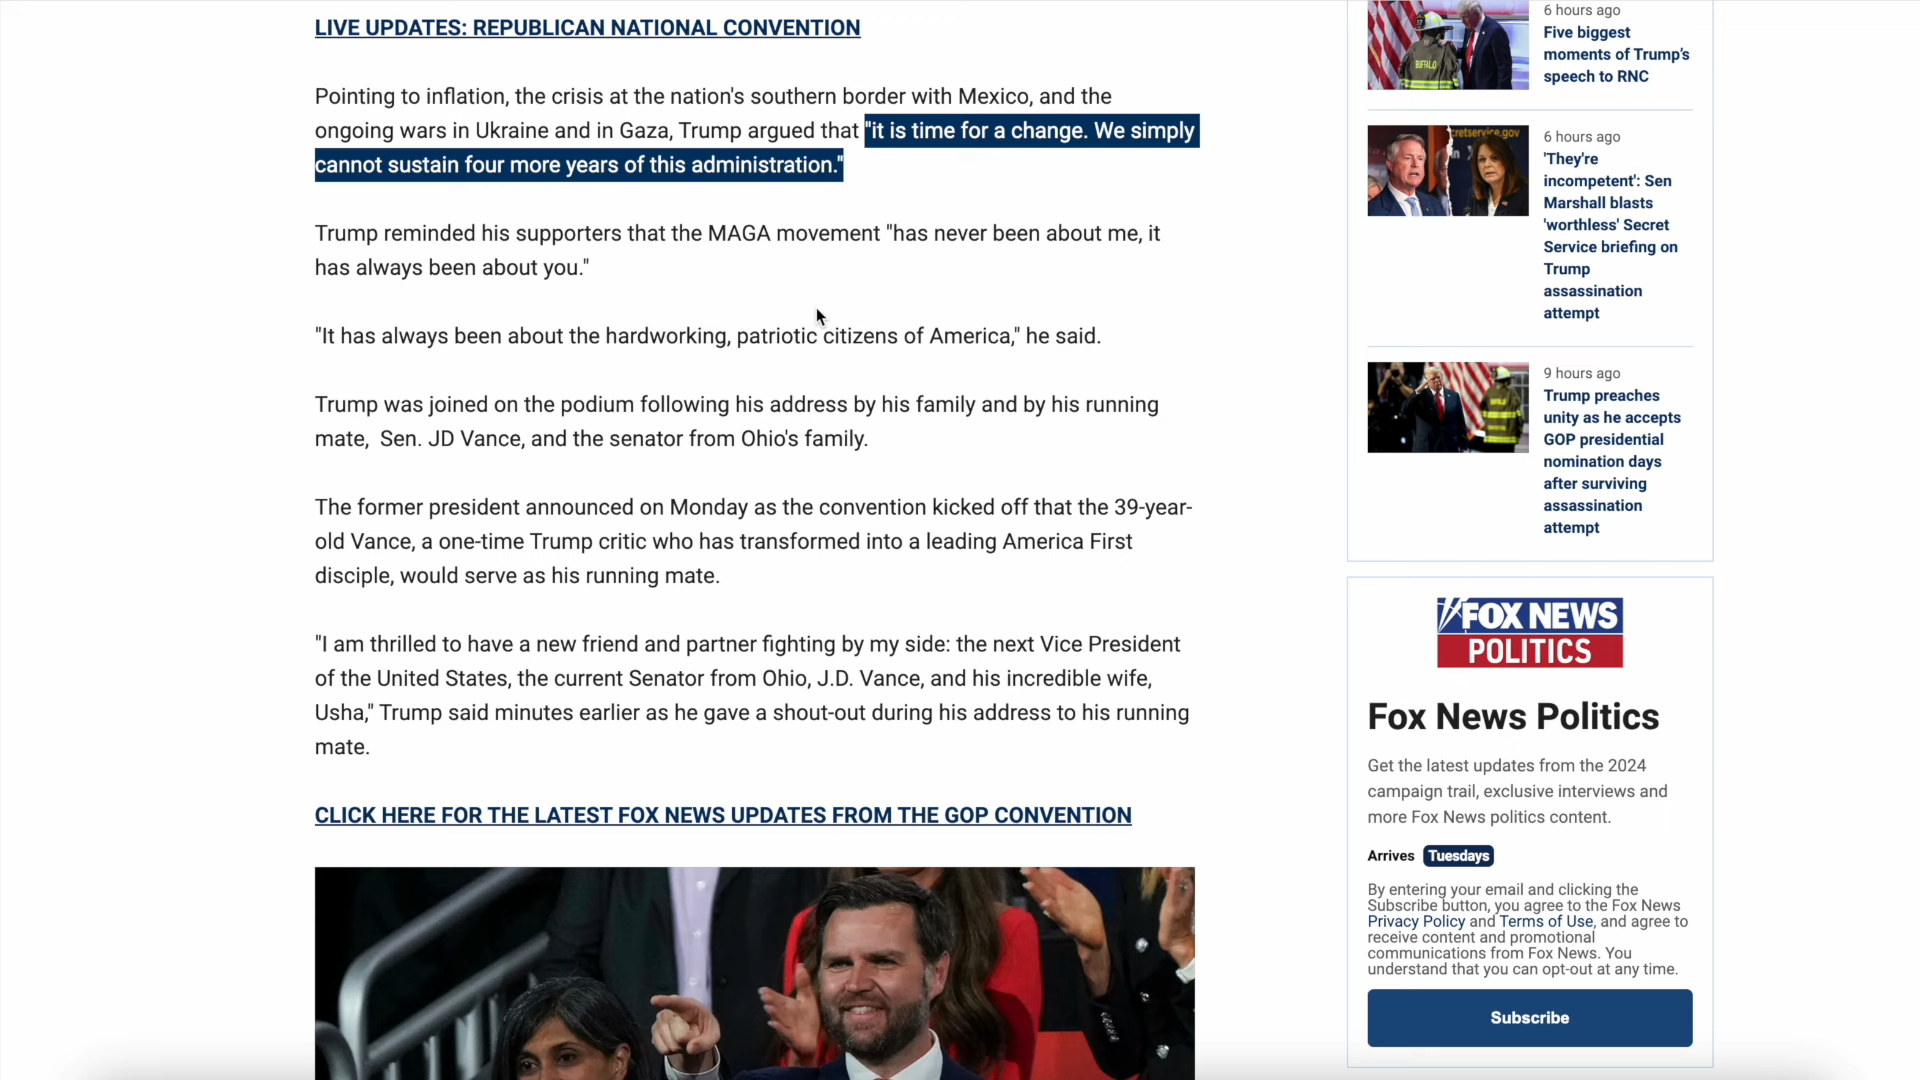 LIVE UPDATES: REPUBLICAN NATIONAL CONVENTION
Pointing to inflation, the crisis at the nation's southern border with Mexico, and the
ongoing wars in Ukraine and in Gaza, Trump argued that "it is time for a change. We simply
cannot sustain four more years of this administration."
Trump reminded his supporters that the MAGA movement "has never been about me, it
has always been about you."
"It has always been about the hardworking, patriotic citizens of America," he said.
Trump was joined on the podium following his address by his family and by his running
mate,  Sen. JD Vance, and the senator from Ohio's family.
The former president announced on Monday as the convention kicked off that the 39-year-
old Vance, a one-time Trump critic who has transformed into a leading America First
disciple, would serve as his running mate.
"I am thrilled to have a new friend and partner fighting by my side: the next Vice President
of the United States, the current Senator from Ohio, J.D. Vance, and his incredible wife,
Usha," Trump said minutes earlier as he gave a shout-out during his address to his running
mate.
CLICK HERE FOR THE LATEST FOX NEWS UPDATES FROM THE GOP CONVENTION
BUFFALO
6 hours ago
Five biggest
moments of Trump’s
speech to RNC
cretservice.gov
6 hours ago
'They're
incompetent': Sen
Marshall blasts
'worthless' Secret
Service briefing on
Trump
assassination
attempt
9 hours ago
Trump preaches
unity as he accepts
GOP presidential
nomination days
after surviving
assassination
attempt
FOX NEWS
POLITICS
Fox News Politics
Get the latest updates from the 2024
campaign trail, exclusive interviews and
more Fox News politics content.
Arrives Tuesdays
By entering your email and clicking the
Subscribe button, you agree to the Fox News
Privacy Policy and Terms of Use, and agree to
receive content and promotional
communications from Fox News. You
understand that you can opt-out at any time.
Subscribe